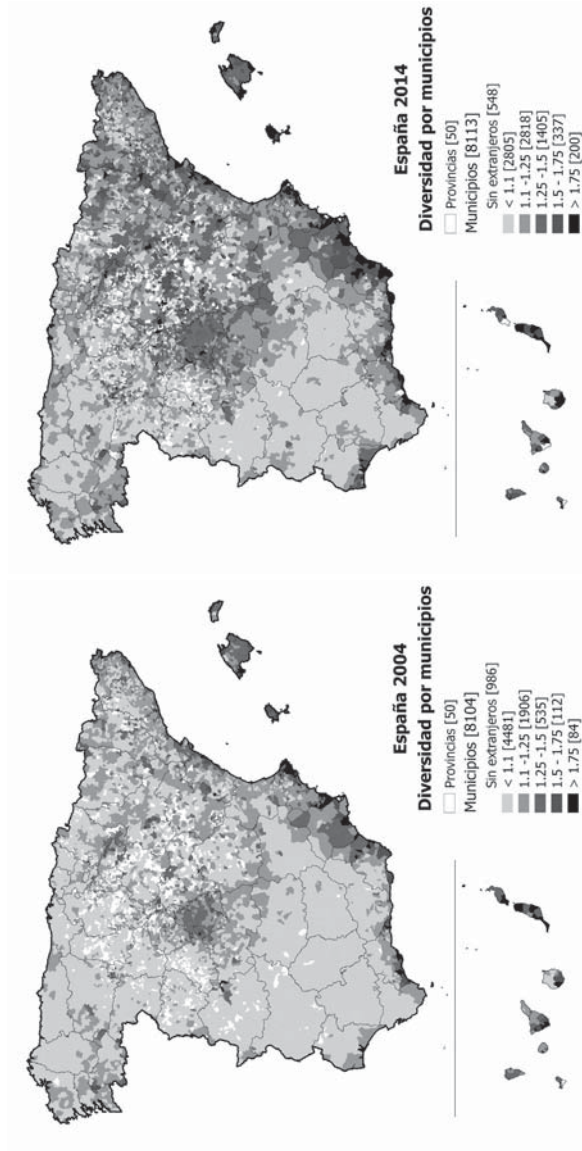 España 2004
Diversidad por municipios
Provincias [50]
Municipios [8104]
Sin extranjeros [986]
< 1.1 [4481]
1.1 -1.25 [1906]
1.25 -1.5 [535]
1.5 - 1.75 [112]
> 1.75 [84]
España 2014
Diversidad por municipios
Provincias [50]
Municipios [8113]
Sin extranjeros [548]
< 1.1 [2805]
1.1 -1.25 [2818]
1.25 -1.5 [1405]
1.5 - 1.75 [337]
> 1.75 [200]